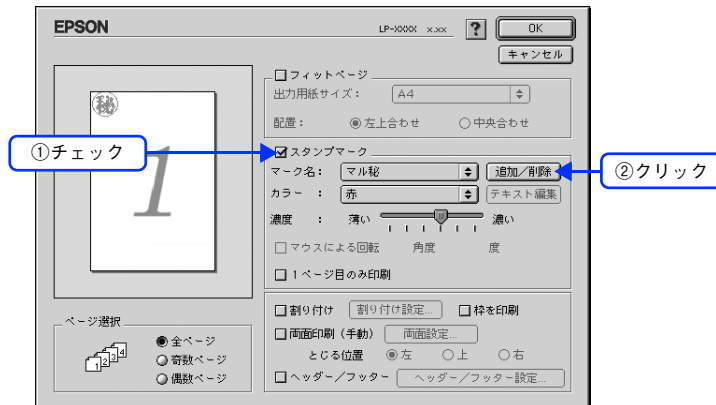 EPSON
LP-XXXX x.xx
?
OK
キャンセル
㊙
1
フィットページ
出力用紙サイズ： A4
配置： 左上合わせ 中央合わせ
①チェック
スタンプマーク
マーク名： マル秘 追加／削除
②クリック
カラー ： 赤 テキスト編集
濃度 ： 薄い 濃い
マウスによる回転 角度 度
1ページ目のみ印刷
ページ選択
1 2 3 4
全ページ
奇数ページ
偶数ページ
割り付け 割り付け設定... 枠を印刷
両面印刷（手動） 両面設定...
とじる位置 左 上 右
ヘッダー／フッター ヘッダー／フッター設定...